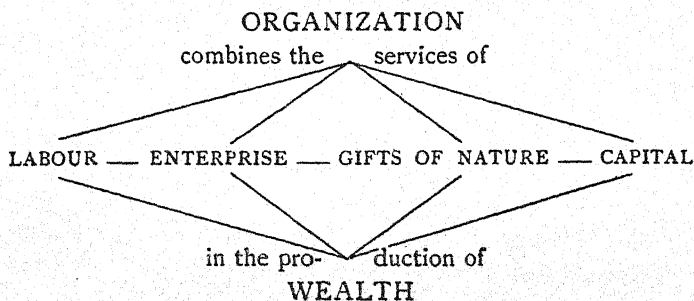 ORGANIZATION
combines the services of
LABOUR — ENTERPRISE — GIFTS OF NATURE — CAPITAL
in the pro- duction of
WEALTH